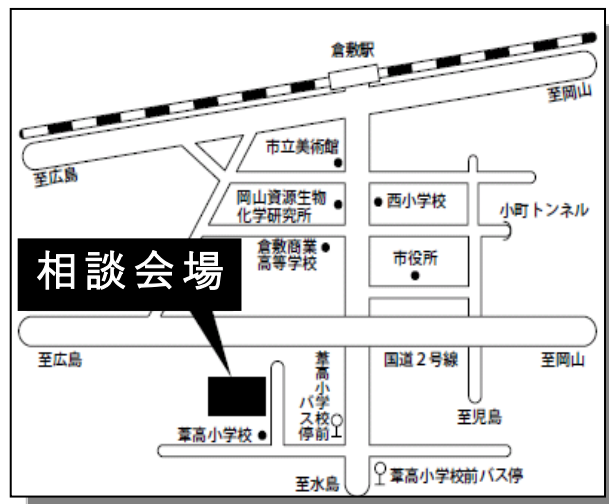 倉敷駅
至岡山
市立美術館
至広島
岡山資源生物
化学研究所
西小学校
小町トンネル
倉敷商業
高等学校
市役所
相談会場
至広島
国道2号線
至岡山
葦高小学校前
バス停
至児島
葦高小学校
至水島
葦高小学校前バス停